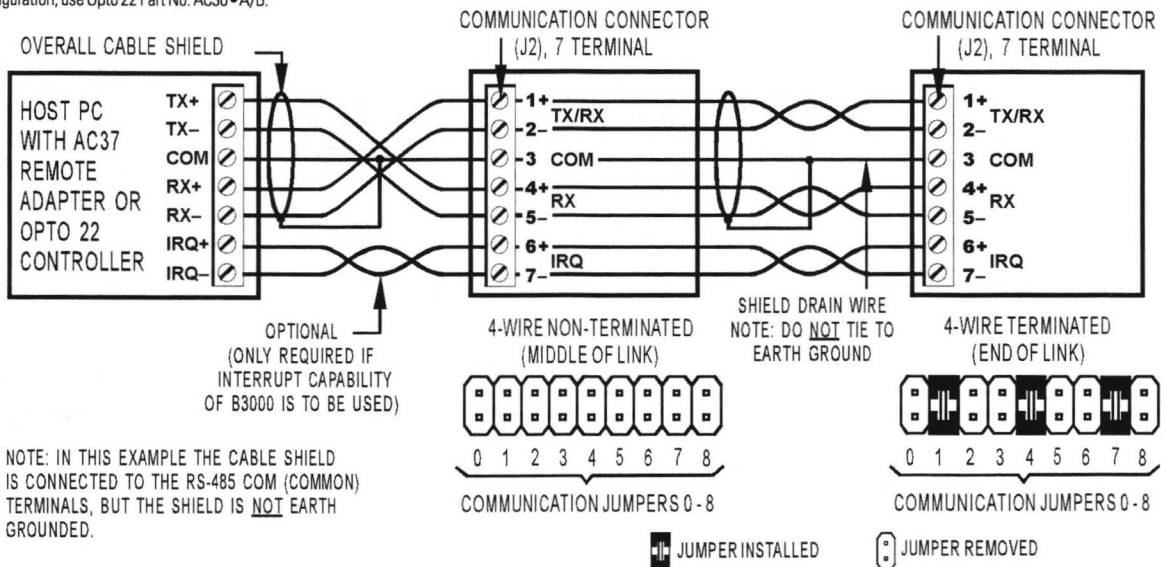 use Opto 22 Part No. AC30•A/B.
COMMUNICATION CONNECTOR
(J2), 7 TERMINAL
COMMUNICATION CONNECTOR
(J2), 7 TERMINAL
OVERALL CABLE SHIELD
HOST PC
WITH AC37
REMOTE
ADAPTER OR
OPTO 22
CONTROLLER
TX+
TX–
COM
RX+
RX–
IRQ+
IRQ–
1+
TX/RX
2–
3 COM
4+
RX
5–
6+
IRQ
7–
1+
TX/RX
2–
3 COM
4+
RX
5–
6+
IRQ
7–
OPTIONAL
(ONLY REQUIRED IF
INTERRUPT CAPABILITY
OF B3000 IS TO BE USED)
4-WIRE NON-TERMINATED
(MIDDLE OF LINK)
SHIELD DRAIN WIRE
NOTE: DO NOT TIE TO
EARTH GROUND
4-WIRE TERMINATED
(END OF LINK)
0 1 2 3 4 5 6 7 8
COMMUNICATION JUMPERS 0 - 8
0 1 2 3 4 5 6 7 8
COMMUNICATION JUMPERS 0 - 8
NOTE: IN THIS EXAMPLE THE CABLE SHIELD
IS CONNECTED TO THE RS-485 COM (COMMON)
TERMINALS, BUT THE SHIELD IS NOT EARTH
GROUNDED.
JUMPER INSTALLED
JUMPER REMOVED